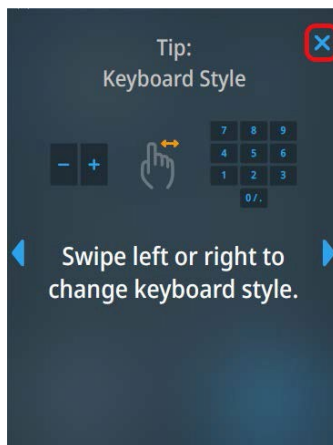 Tip:
Keyboard Style
7 8 9
- + 4 5 6
1 2 3
0/.
Swipe left or right to
change keyboard style.